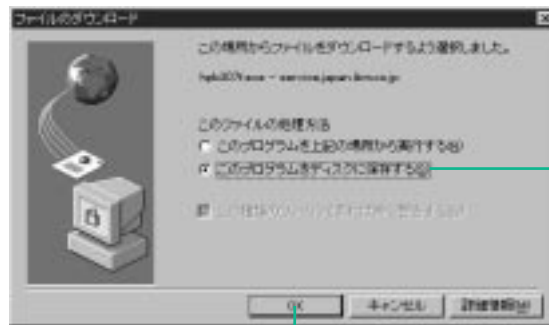 ファイルのダウンロード
この場所からファイルをダウンロードするよう選択しました。
このファイルの処理方法
このプログラムを上記の場所から実行する(R)
このプログラムをディスクに保存する(S)
OK
キャンセル
詳細情報(M)